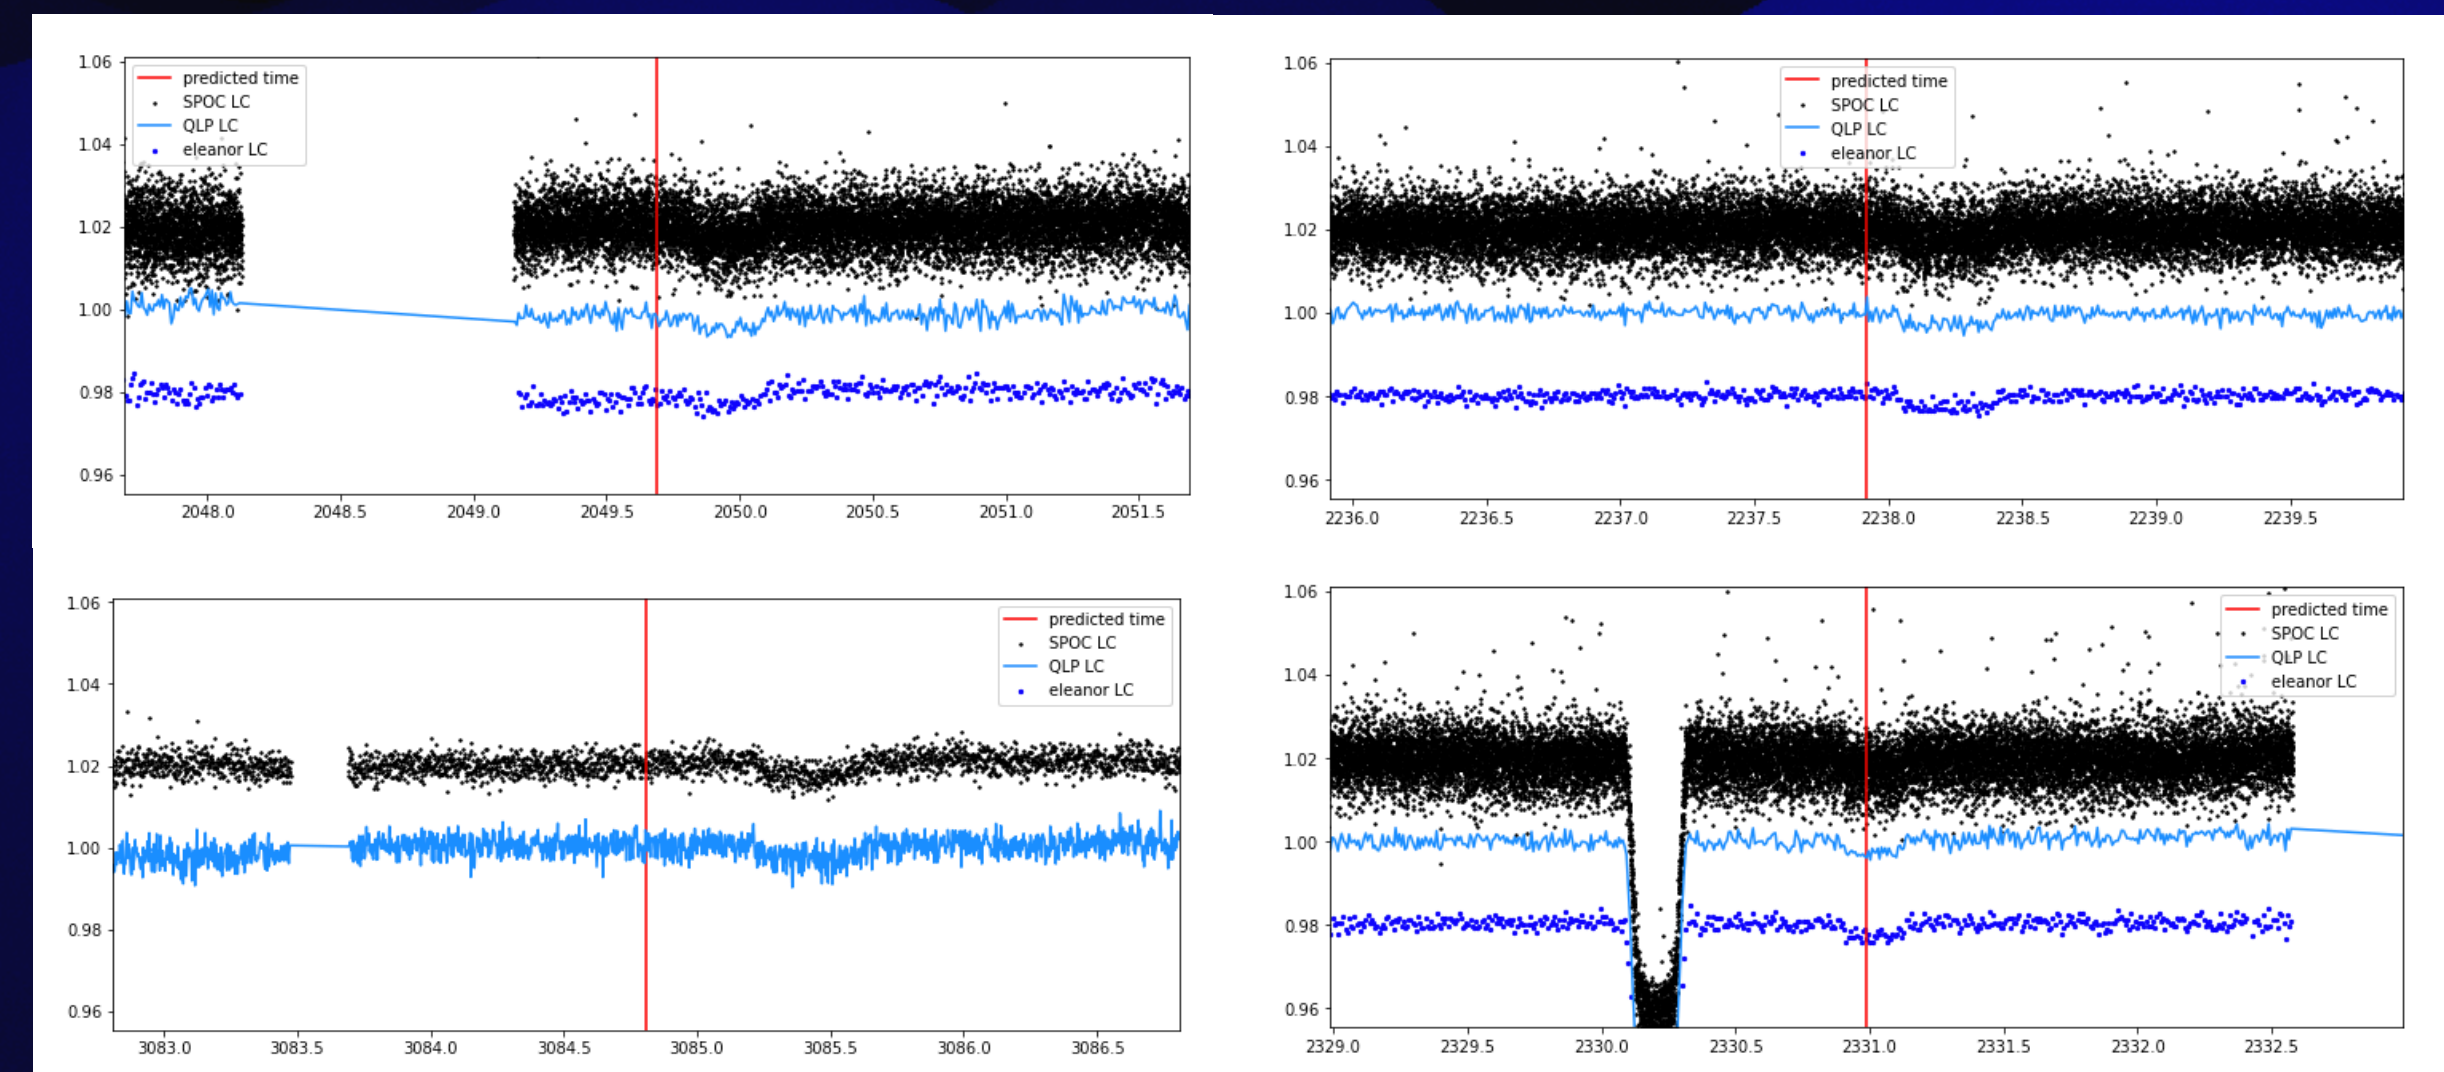 1.06
predicted time
SPOC LC
QLP LC
eleanor LC
1.04
1.02
1.00
0.98
0.96
2048.0 2048.5 2049.0 2049.5 2050.0 2050.5 2051.0 2051.5
1.06
predicted time
SPOC LC
QLP LC
eleanor LC
1.04
1.02
1.00
0.98
0.96
2236.0 2236.5 2237.0 2237.5 2238.0 2238.5 2239.0 2239.5
1.06
predicted time
SPOC LC
QLP LC
eleanor LC
1.04
1.02
1.00
0.98
0.96
3083.0 3083.5 3084.0 3084.5 3085.0 3085.5 3086.0 3086.5
1.06
predicted time
SPOC LC
QLP LC
eleanor LC
1.04
1.02
1.00
0.98
0.96
2329.0 2329.5 2330.0 2330.5 2331.0 2331.5 2332.0 2332.5